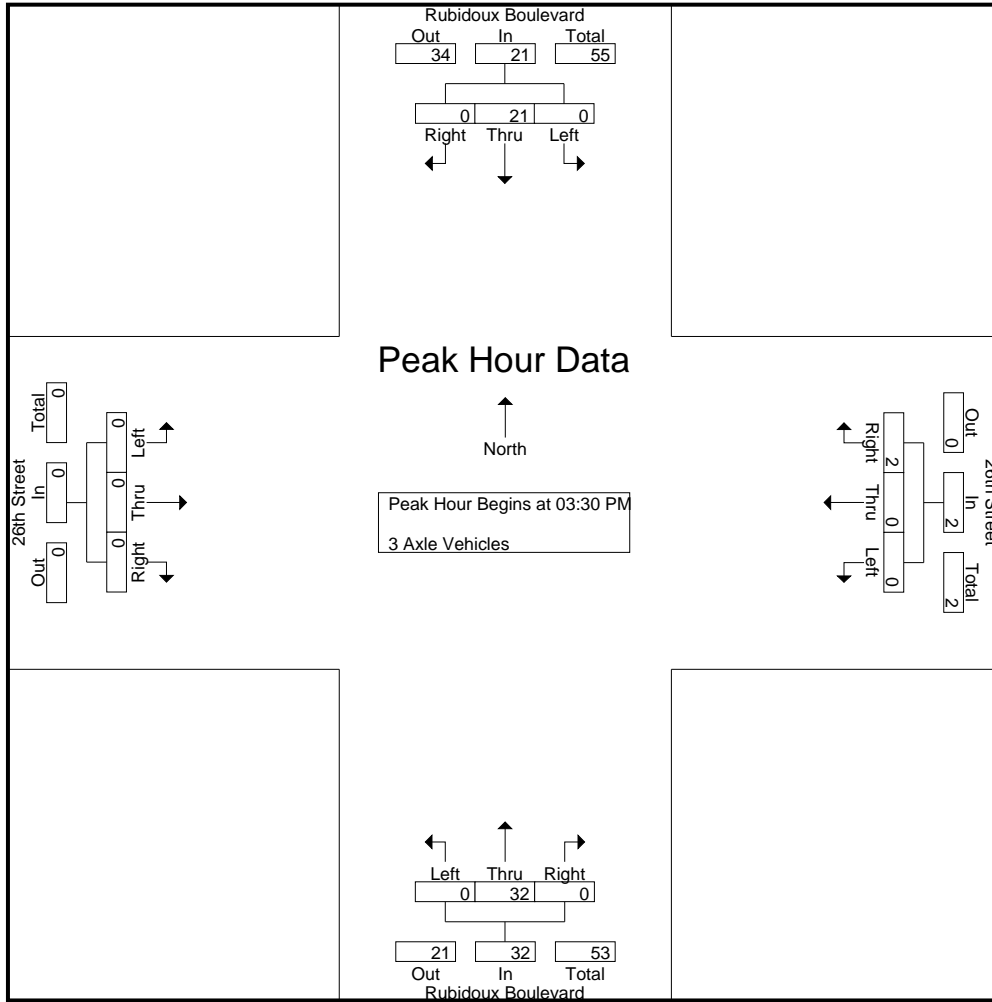 Rubidoux Boulevard
Out In Total
34 21 55
0 21 0
Right Thru Left
Peak Hour Data
North
Peak Hour Begins at 03:30 PM
3 Axle Vehicles
26th Street
Total In Out
0 0 0
0 0 0
Left Thru Right
Right Thru Left
2 0 0
Out In Total
0 2 2
26th Street
Left Thru Right
0 32 0
21 32 53
Out In Total
Rubidoux Boulevard